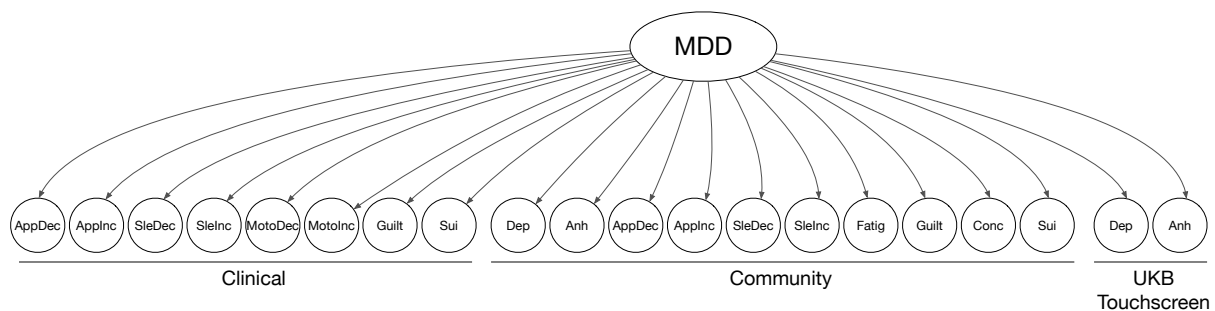 MDD
AppDec AppInc SleDec SleInc MotoDec MotoInc Guilt Sui Dep Anh AppDec AppInc SleDec SleInc Fatig Guilt Conc Sui Dep Anh
Clinical Community UKB
Touchscreen